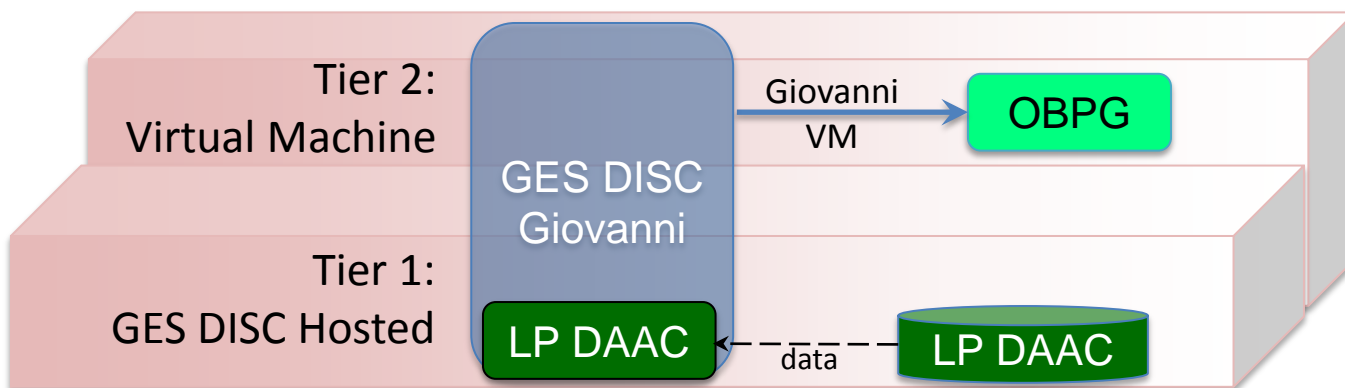 Tier 2:
Virtual Machine
Giovanni
VM
OBPG
GES DISC
Giovanni
Tier 1:
GES DISC Hosted
LP DAAC
data
LP DAAC